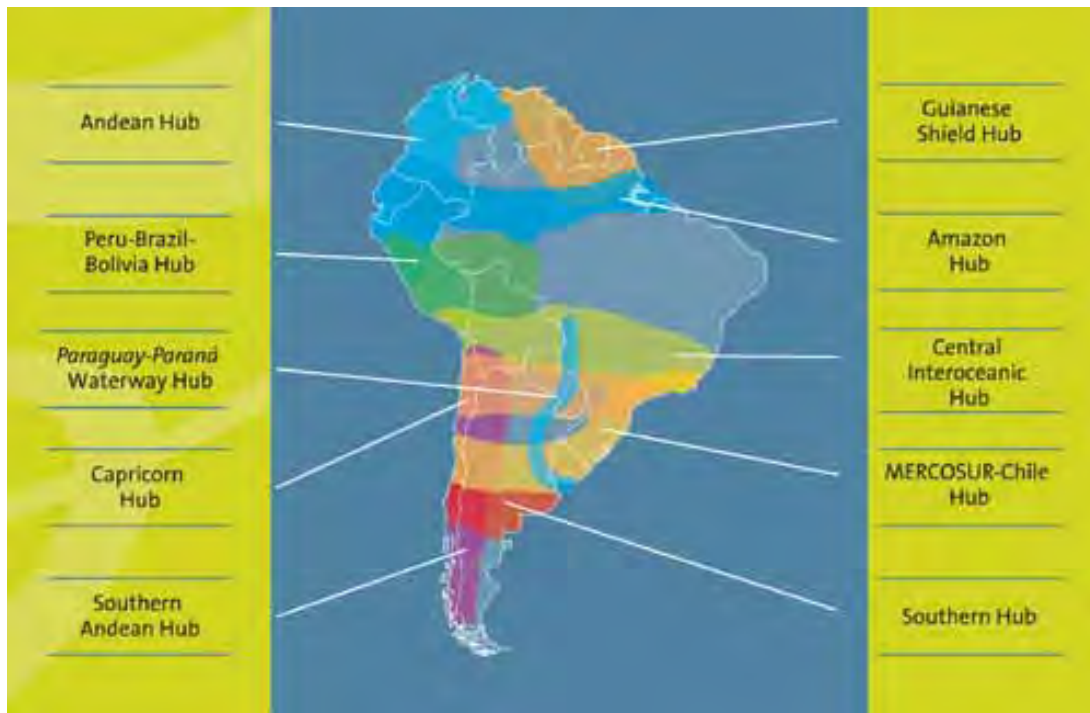 Andean Hub
Peru-Brazil-
Bolivia Hub
Paraguay-Paraná
Waterway Hub
Capricorn
Hub
Southern
Andean Hub
Guianese
Shield Hub
Amazon
Hub
Central
Interoceanic
Hub
MERCOSUR-Chile
Hub
Southern Hub